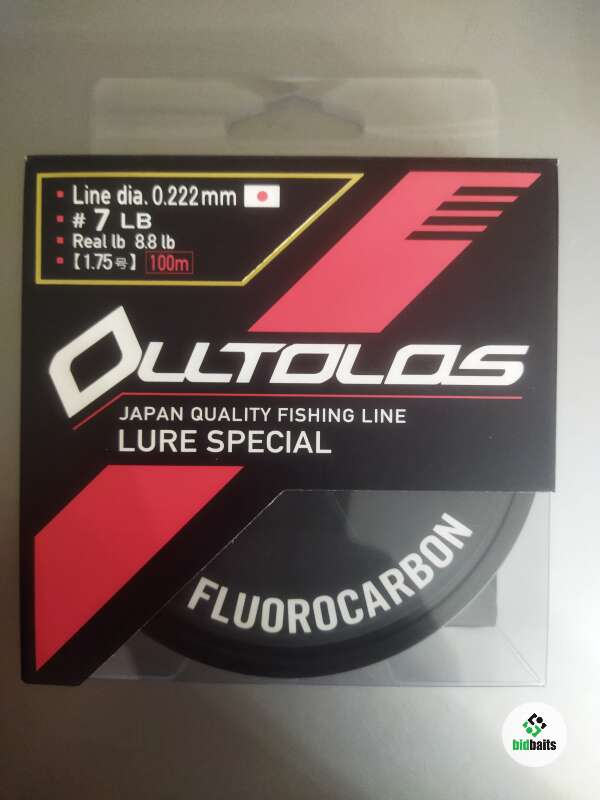 Line dia. 0.222mm
# 7 LB
Real lb 8.8 lb
【1.75号】 100m
OLLTOLOS
JAPAN QUALITY FISHING LINE
LURE SPECIAL
FLUOROCARBON
bidbaits